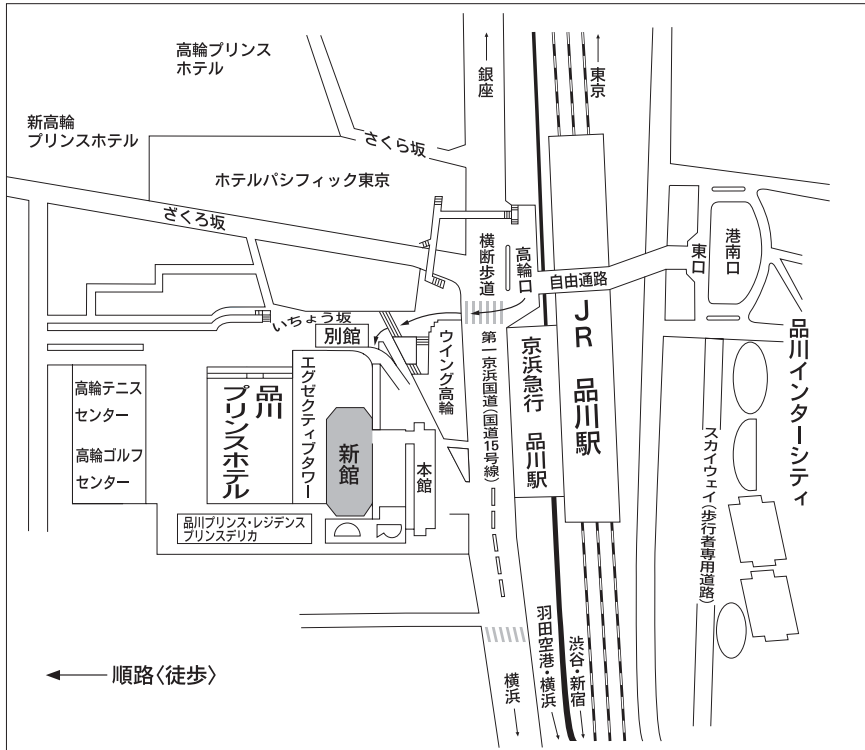 高輪プリンス
ホテル
新高輪
プリンスホテル
さくら坂
ホテルパシフィック東京
ざくろ坂
銀座
東京
横断歩道
高輪口
自由通路
東口
港南口
いちょう坂
別館
ウイング高輪
第一京浜国道(国道15号線)
京浜急行 品川駅
JR 品川駅
品川インターシティ
スカイウェイ(歩行者専用道路)
高輪テニス
センター
高輪ゴルフ
センター
品川
プリンスホテル
エグゼクティブタワー
新館
本館
品川プリンス・レジデンス
プリンスデリカ
順路〈徒歩〉
横浜
羽田空港・横浜
渋谷・新宿